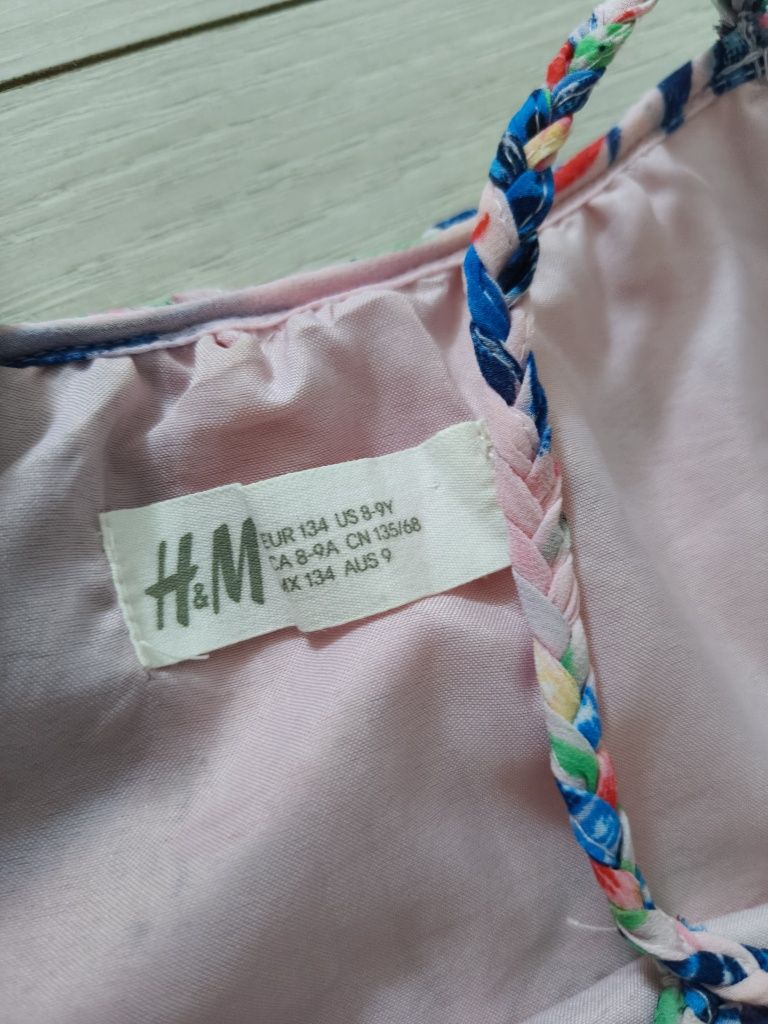 H&M
EUR 134 US 8-9Y
CA 8-9A CN 135/68
MX 134 AUS 9